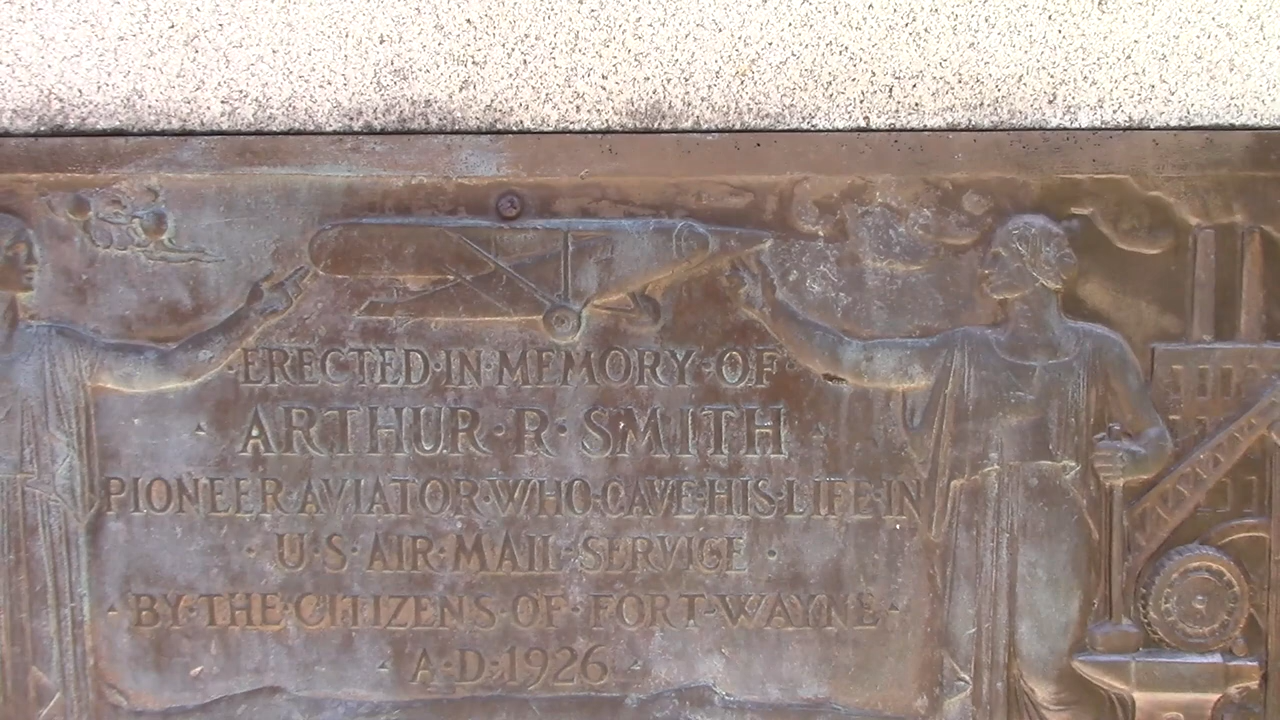 ERECTED·IN·MEMORY·OF·
·ARTHUR·R·SMITH·
PIONEER·AVIATOR·WHO·GAVE·HIS·LIFE·IN
·U·S·AIR·MAIL·SERVICE·
·BY·THE·CITIZENS·OF·FORT·WAYNE·
·A·D·1926·